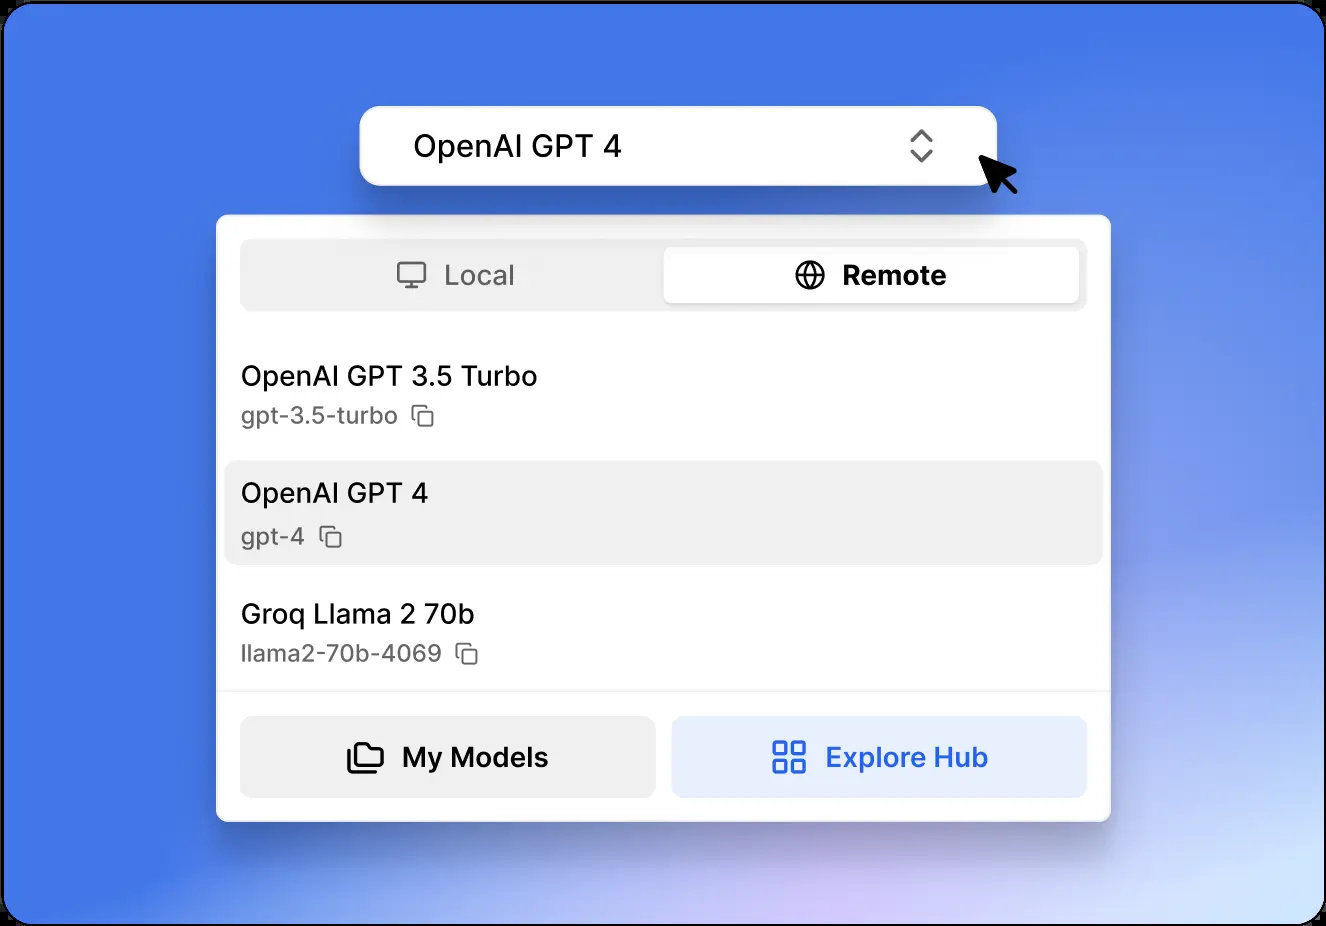 OpenAI GPT 4
Local
Remote
OpenAI GPT 3.5 Turbo
gpt-3.5-turbo
OpenAI GPT 4
gpt-4
Groq Llama 2 70b
llama2-70b-4069
My Models
Explore Hub